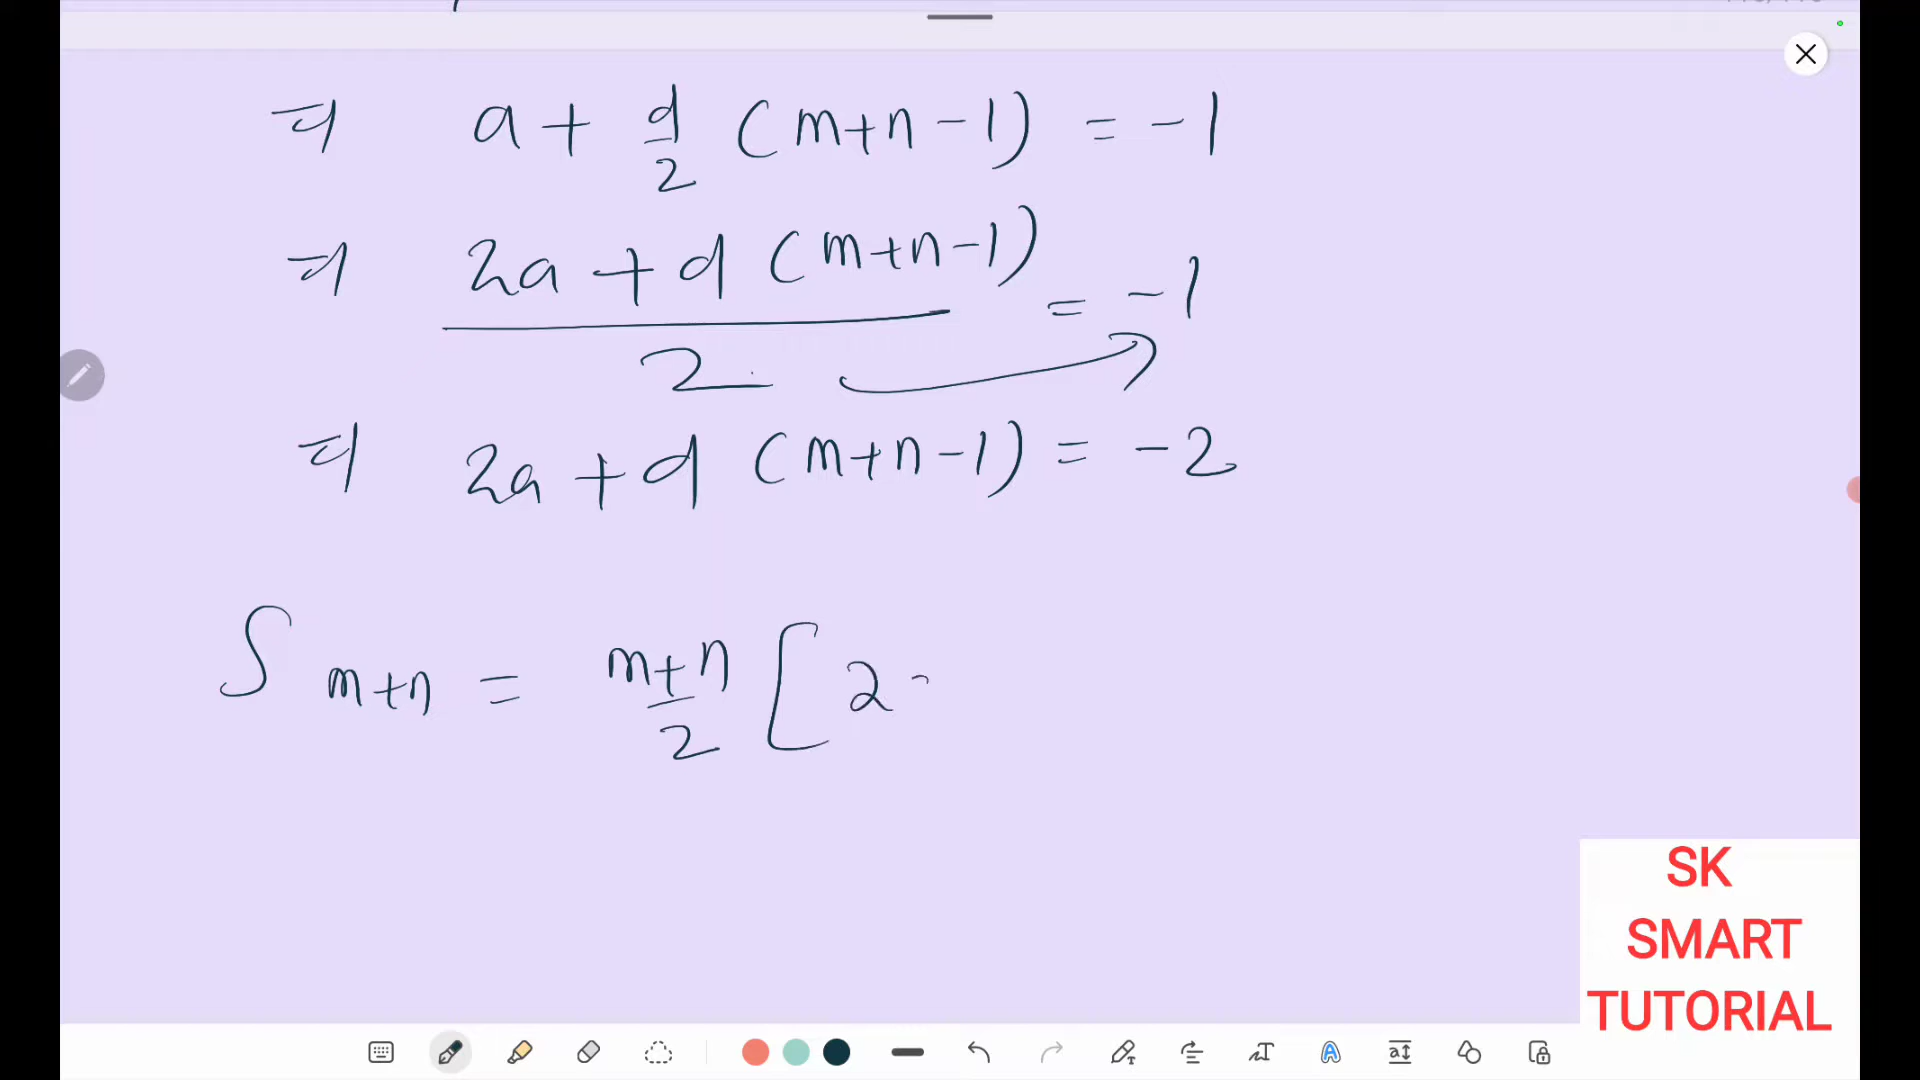 ⇒ a + d/2 (m+n-1) = -1
⇒ 2a + d (m+n-1) / 2 = -1
⇒ 2a + d (m+n-1) = -2
S m+n = m+n/2 [2
SK
SMART
TUTORIAL